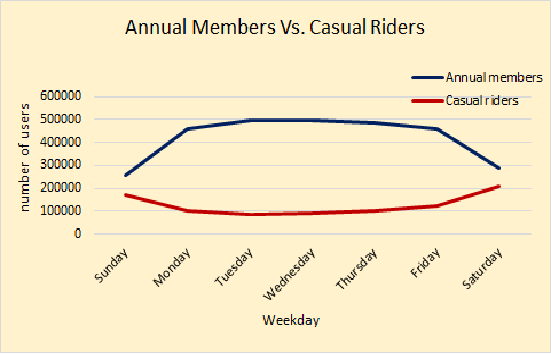 Annual Members Vs. Casual Riders
Annual members
Casual riders
600000
500000
400000
300000
200000
100000
0
number of users
Sunday
Monday
Tuesday
Wednesday
Thursday
Friday
Saturday
Weekday